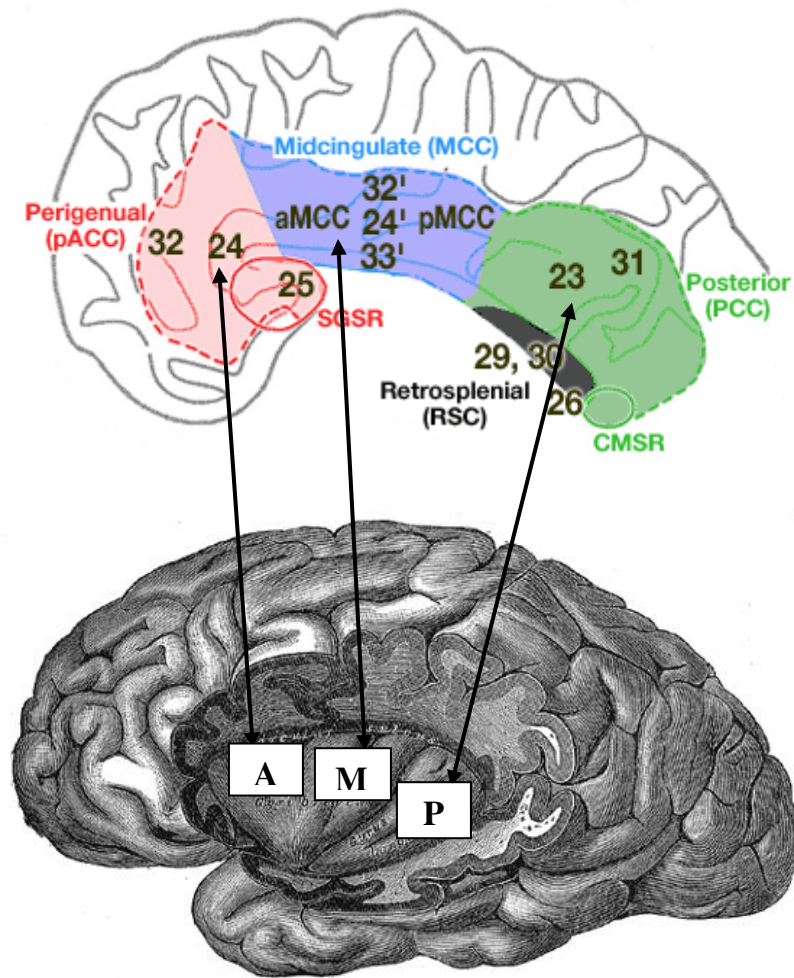 Midcingulate (MCC)
Perigenual
(pACC)
32
24
25
SGSR
aMCC
32'
24'
33'
pMCC
23
31
Posterior
(PCC)
29, 30
Retrosplenial
(RSC)
26
CMSR
A
M
P